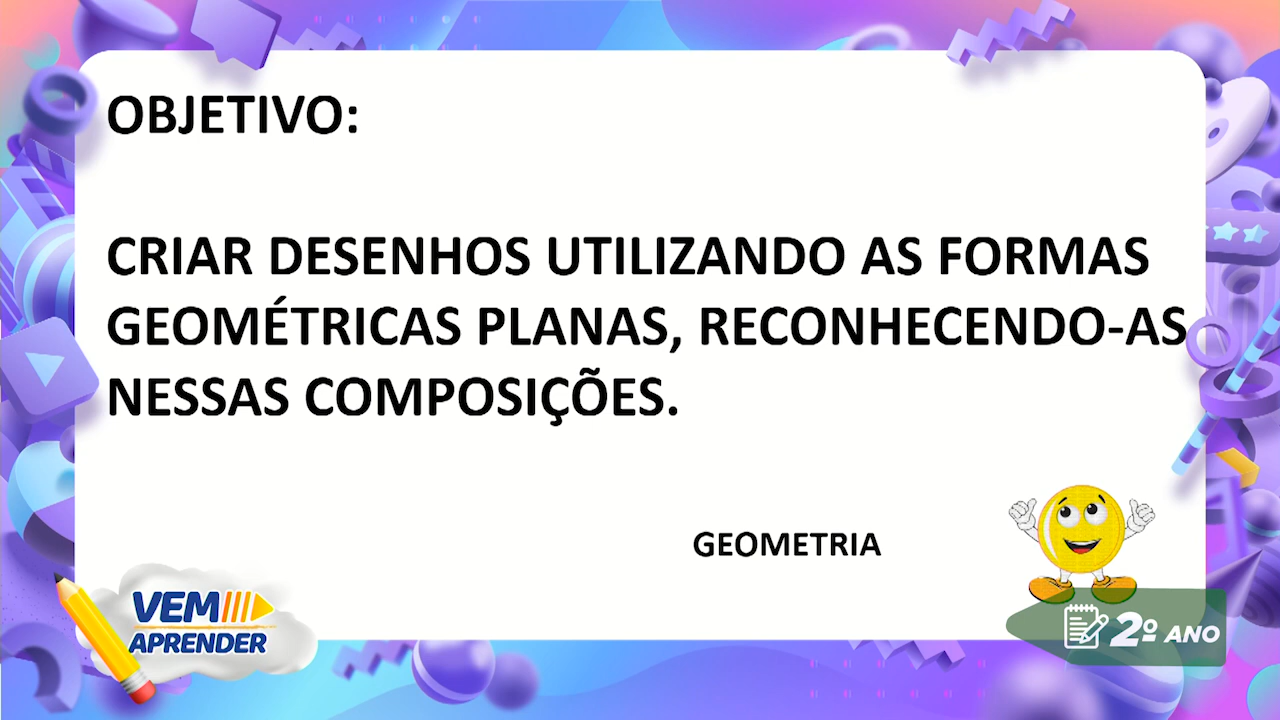 OBJETIVO:
CRIAR DESENHOS UTILIZANDO AS FORMAS
GEOMÉTRICAS PLANAS, RECONHECENDO-AS
NESSAS COMPOSIÇÕES.
GEOMETRIA
VEM
APRENDER
2º ANO